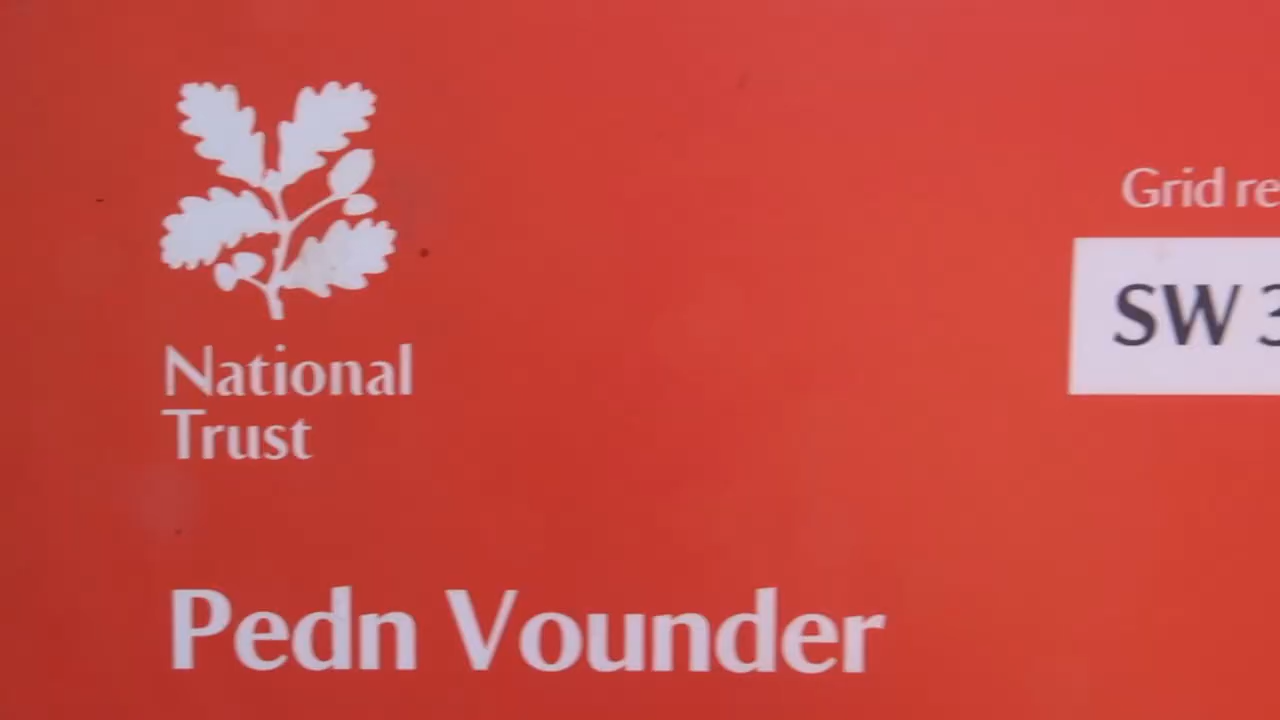 National
Trust
Grid re
SW 3
Pedn Vounder